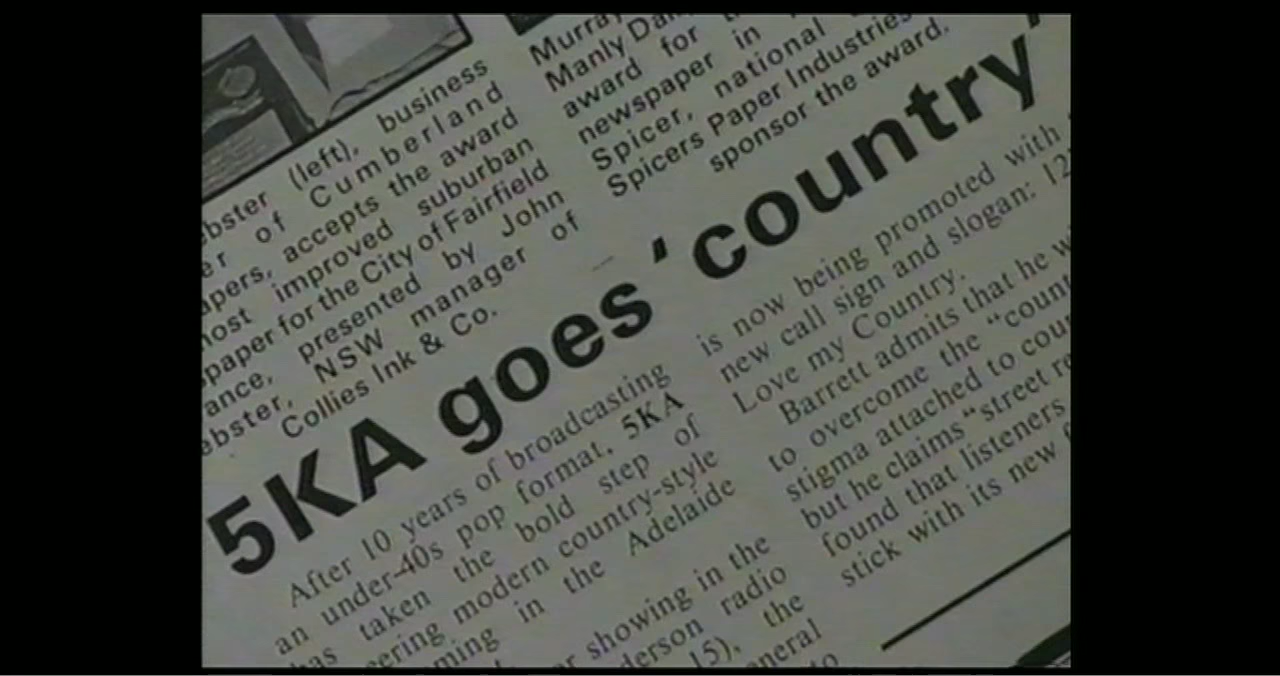 (left), business
of Cumberland
accepts the award
most improved suburban
paper for the City of Fairfield
presented by John
NSW manager of
Collies Ink & Co.
Murray
Manly Dam
award for
newspaper in
Spicer, national
Spicers Paper Industries
sponsor the award.
5KA goes 'country'
After 10 years of broadcasting
an under-40s pop format, 5KA
has taken the bold step of
modern country-style
in the Adelaide
showing in the
radio
15), the
is now being promoted with
new call sign and slogan: 12
Love my Country.
Barrett admits that he
to overcome the "count
stigma attached to cou
but he claims "street re
found that listeners
stick with its new